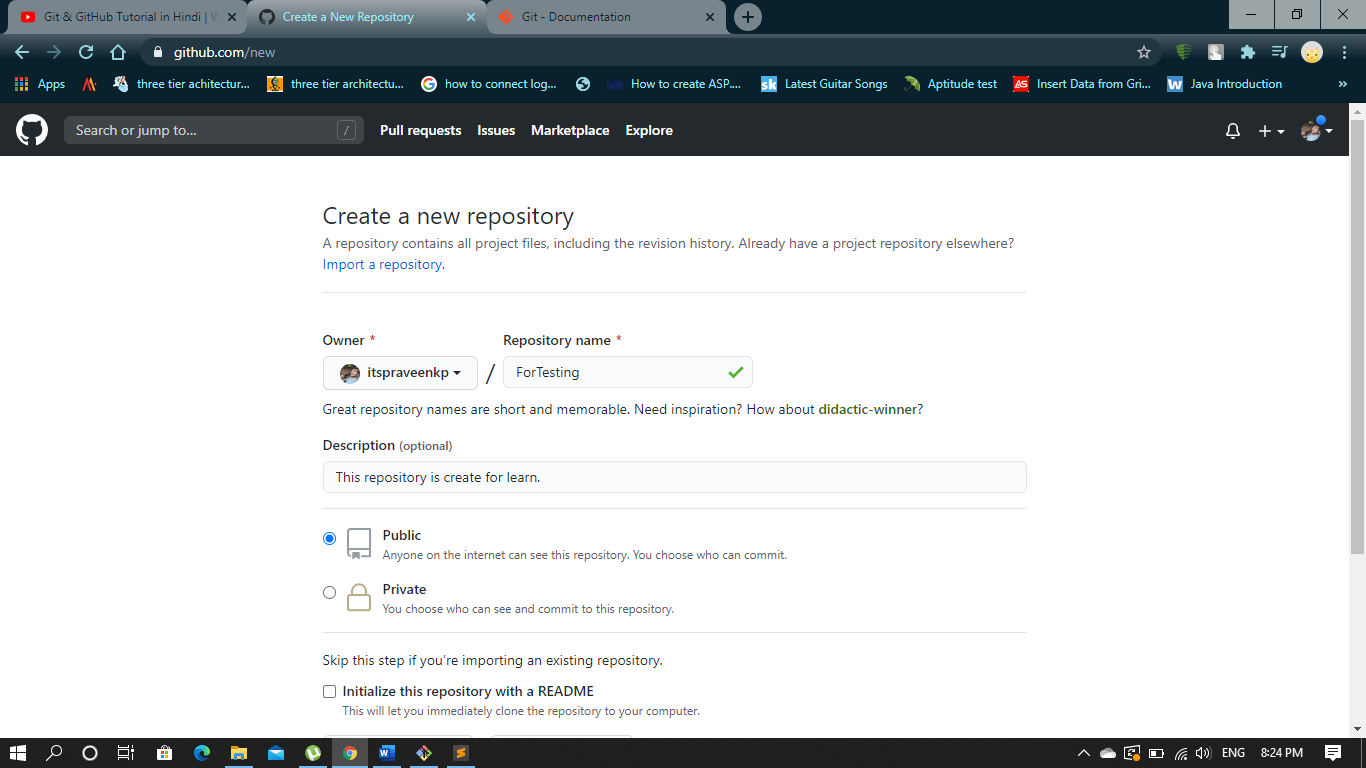 Git & GitHub Tutorial in Hindi |
Create a New Repository
Git - Documentation
github.com/new
Apps
three tier achitectur...
three tier architectu...
how to connect log...
How to create ASP....
Latest Guitar Songs
Aptitude test
Insert Data from Gri...
Java Introduction
»
Search or jump to...
/
Pull requests
Issues
Marketplace
Explore
Create a new repository
A repository contains all project files, including the revision history. Already have a project repository elsewhere?
Import a repository.
Owner *
Repository name *
itspraveenkp
/
ForTesting
Great repository names are short and memorable. Need inspiration? How about didactic-winner?
Description (optional)
This repository is create for learn.
Public
Anyone on the internet can see this repository. You choose who can commit.
Private
You choose who can see and commit to this repository.
Skip this step if you're importing an existing repository.
Initialize this repository with a README
This will let you immediately clone the repository to your computer.
ENG
8:24 PM